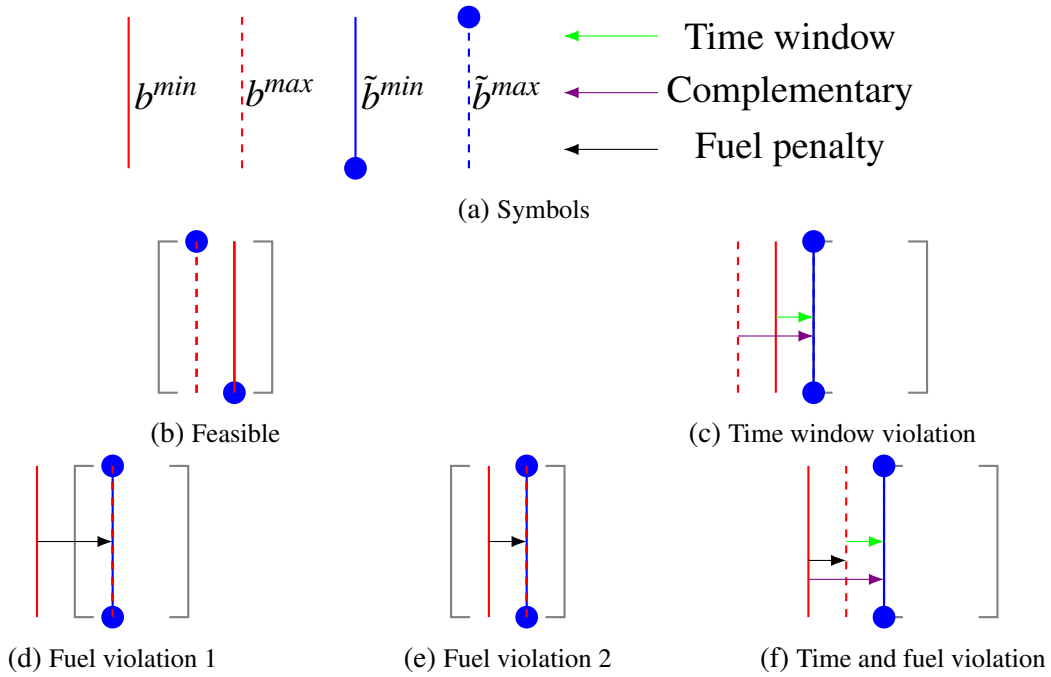 Time window
b^min b^max b̃^min b̃^max Complementary
Fuel penalty
(a) Symbols
(b) Feasible
(c) Time window violation
(d) Fuel violation 1
(e) Fuel violation 2
(f) Time and fuel violation